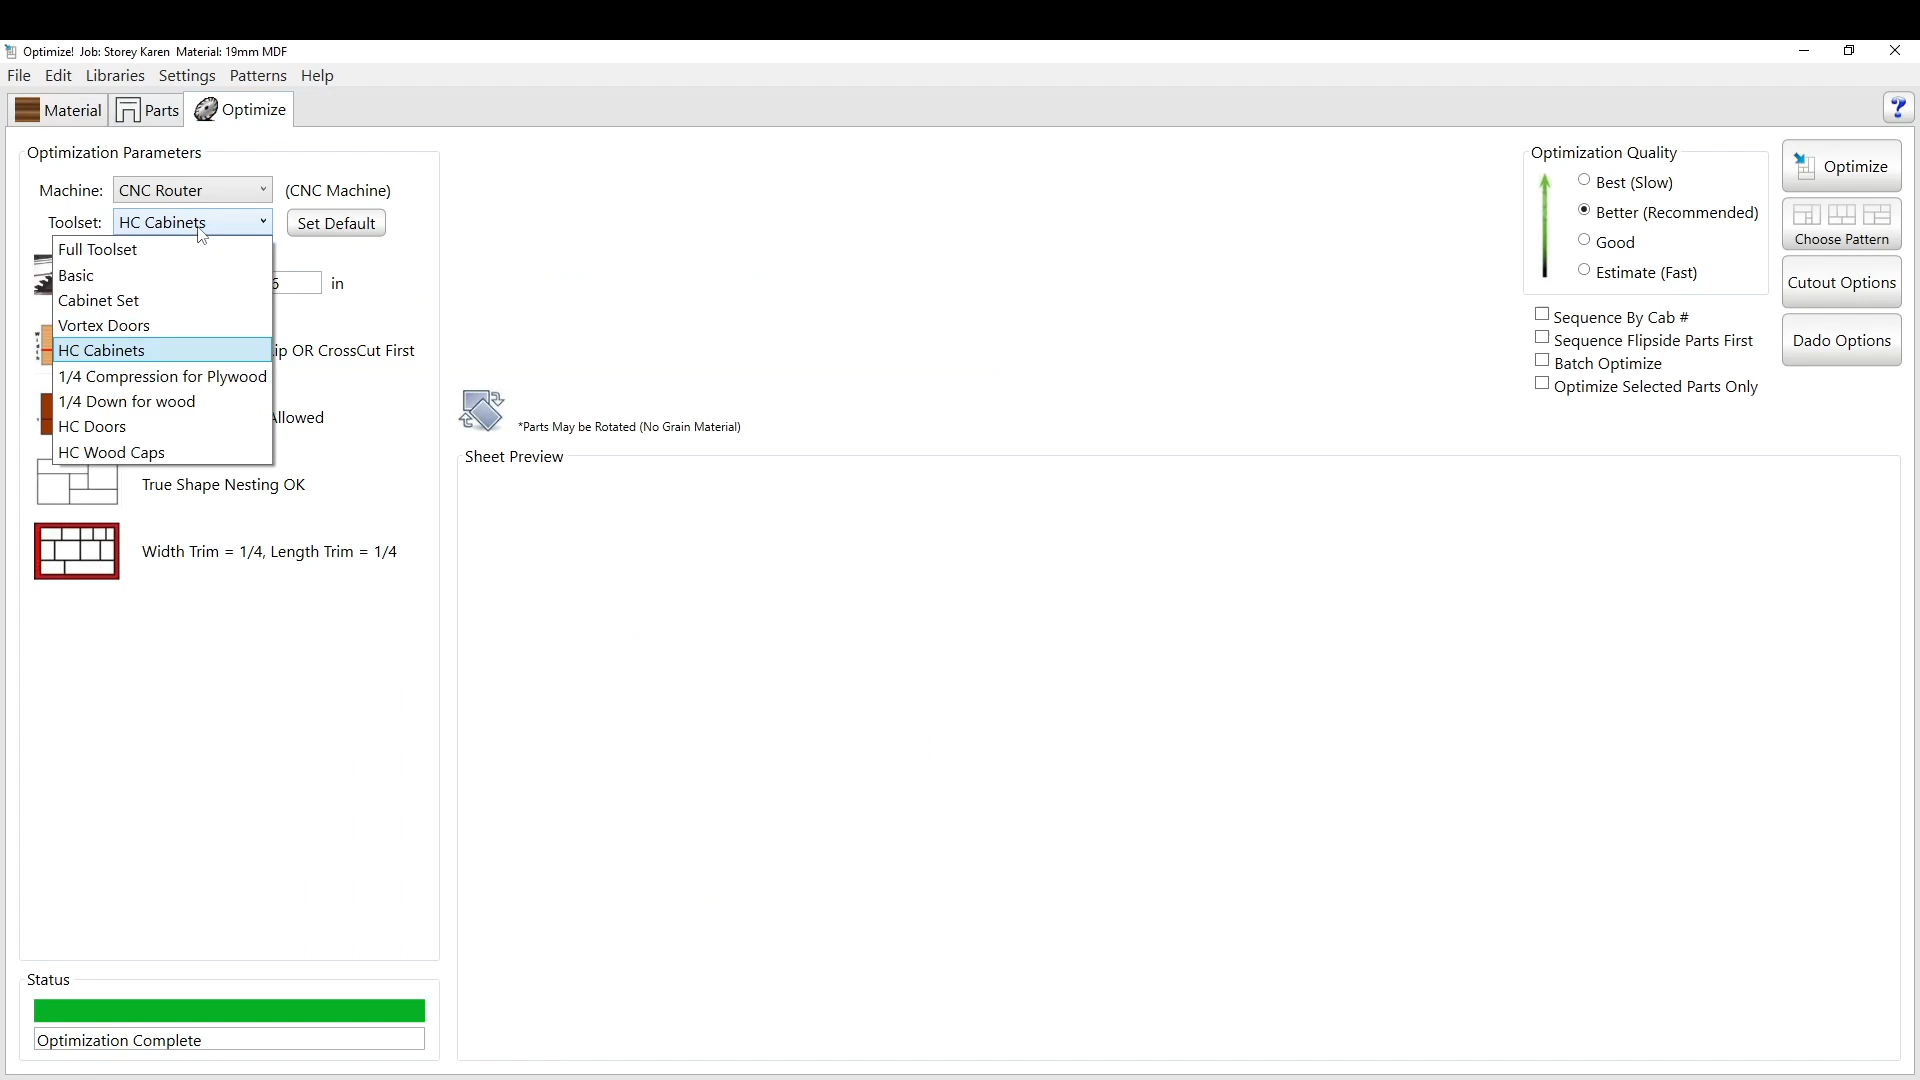 Optimize! Job: Storey Karen Material: 19mm MDF
File Edit Libraries Settings Patterns Help
Material Parts Optimize
Optimization Parameters
Machine: CNC Router (CNC Machine)
Toolset: HC Cabinets Set Default
Full Toolset
Basic
in
Cabinet Set
Vortex Doors
HC Cabinets
OR CrossCut First
1/4 Compression for Plywood
1/4 Down for wood
Allowed
HC Doors
HC Wood Caps
True Shape Nesting OK
Width Trim = 1/4, Length Trim = 1/4
Status
Optimization Complete
*Parts May be Rotated (No Grain Material)
Sheet Preview
Optimization Quality
Best (Slow)
Better (Recommended)
Good
Estimate (Fast)
Sequence By Cab #
Sequence Flipside Parts First
Batch Optimize
Optimize Selected Parts Only
?
Optimize
Choose Pattern
Cutout Options
Dado Options